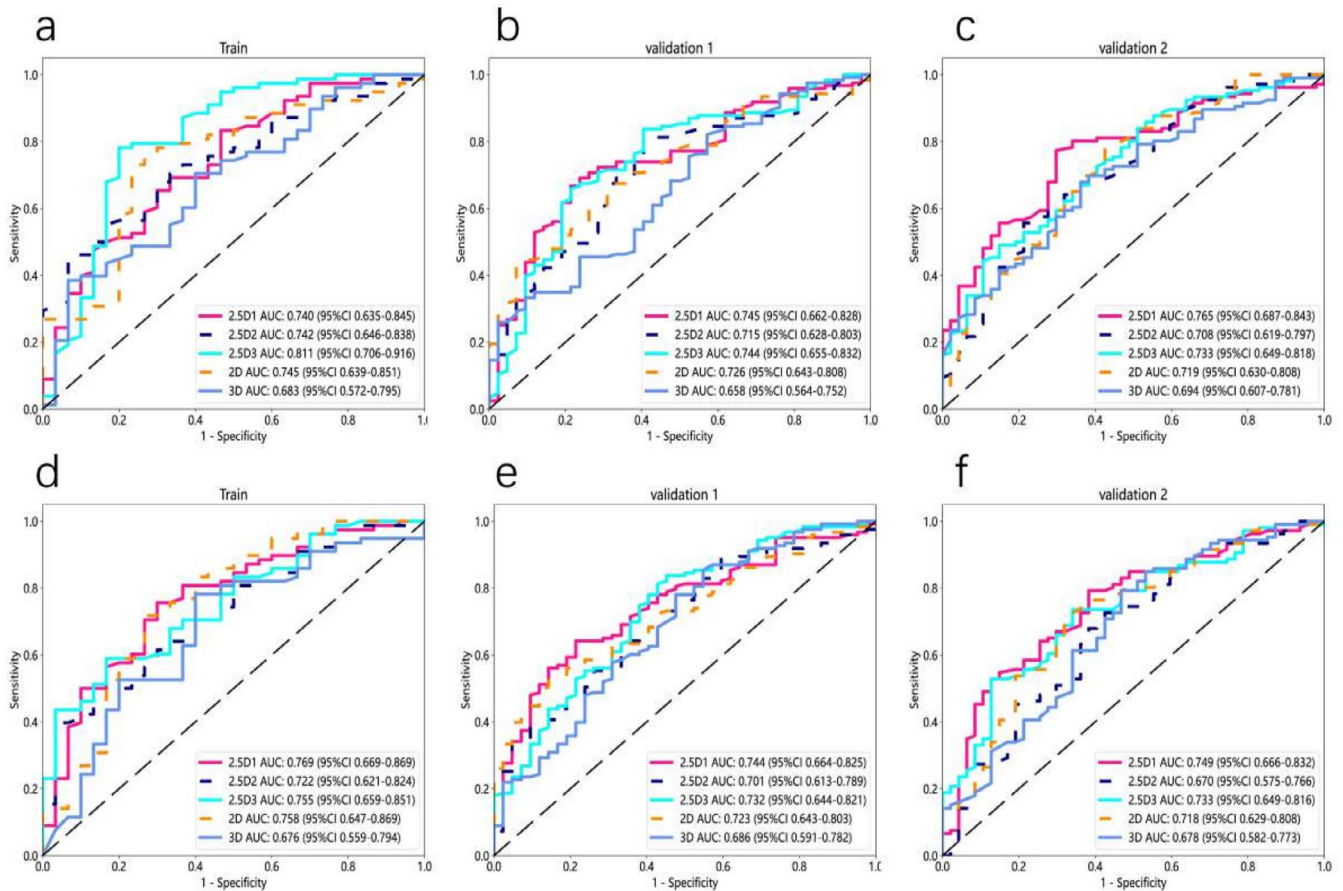 a
Train
1.0
0.8
0.6
0.4
0.2
0.0
Sensitivity
2.5D1 AUC: 0.740 (95%CI 0.635-0.845)
2.5D2 AUC: 0.742 (95%CI 0.646-0.838)
2.5D3 AUC: 0.811 (95%CI 0.706-0.916)
2D AUC: 0.745 (95%CI 0.639-0.851)
3D AUC: 0.683 (95%CI 0.572-0.795)
0.0 0.2 0.4 0.6 0.8 1.0
1 - Specificity
b
validation 1
1.0
0.8
0.6
0.4
0.2
0.0
Sensitivity
2.5D1 AUC: 0.745 (95%CI 0.662-0.828)
2.5D2 AUC: 0.715 (95%CI 0.628-0.803)
2.5D3 AUC: 0.744 (95%CI 0.655-0.832)
2D AUC: 0.726 (95%CI 0.643-0.808)
3D AUC: 0.658 (95%CI 0.564-0.752)
0.0 0.2 0.4 0.6 0.8 1.0
1 - Specificity
c
validation 2
1.0
0.8
0.6
0.4
0.2
0.0
Sensitivity
2.5D1 AUC: 0.765 (95%CI 0.687-0.843)
2.5D2 AUC: 0.708 (95%CI 0.619-0.797)
2.5D3 AUC: 0.733 (95%CI 0.649-0.818)
2D AUC: 0.719 (95%CI 0.630-0.808)
3D AUC: 0.694 (95%CI 0.607-0.781)
0.0 0.2 0.4 0.6 0.8 1.0
1 - Specificity
d
Train
1.0
0.8
0.6
0.4
0.2
0.0
Sensitivity
2.5D1 AUC: 0.769 (95%CI 0.669-0.869)
2.5D2 AUC: 0.722 (95%CI 0.621-0.824)
2.5D3 AUC: 0.755 (95%CI 0.659-0.851)
2D AUC: 0.758 (95%CI 0.647-0.869)
3D AUC: 0.676 (95%CI 0.559-0.794)
0.0 0.2 0.4 0.6 0.8 1.0
1 - Specificity
e
validation 1
1.0
0.8
0.6
0.4
0.2
0.0
Sensitivity
2.5D1 AUC: 0.744 (95%CI 0.664-0.825)
2.5D2 AUC: 0.701 (95%CI 0.613-0.789)
2.5D3 AUC: 0.732 (95%CI 0.644-0.821)
2D AUC: 0.723 (95%CI 0.643-0.803)
3D AUC: 0.686 (95%CI 0.591-0.782)
0.0 0.2 0.4 0.6 0.8 1.0
1 - Specificity
f
validation 2
1.0
0.8
0.6
0.4
0.2
0.0
Sensitivity
2.5D1 AUC: 0.749 (95%CI 0.666-0.832)
2.5D2 AUC: 0.670 (95%CI 0.575-0.766)
2.5D3 AUC: 0.733 (95%CI 0.649-0.816)
2D AUC: 0.718 (95%CI 0.629-0.808)
3D AUC: 0.678 (95%CI 0.582-0.773)
0.0 0.2 0.4 0.6 0.8 1.0
1 - Specificity